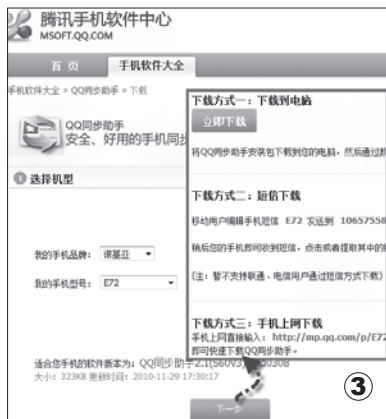 腾讯手机软件中心
MSOFT.QQ.COM
首 页
手机软件大全
手机软件大全 » QQ同步助手 » 下载
QQ同步助手
安全、好用的手机同步
1 选择机型
我的手机品牌: 诺基亚
我的手机型号: E72
适合您手机的软件版本为: QQ同步助手2.1(S60V3)
大小: 323KB 更新时间: 2010-11-29 17:30:17
下一步
下载方式一: 下载到电脑
立即下载
将QQ同步助手安装包下载到您的电脑, 然后通过
下载方式二: 短信下载
移动用户编辑手机短信 E72 发送到 10657558
稍后您的手机即可收到短信, 点击或者提取其中的
(注: 暂不支持联通、电信用户通过短信方式下载)
下载方式三: 手机上网下载
手机上网直接输入: http://mp.qq.com/p/E72
即可快速下载QQ同步助手。
3